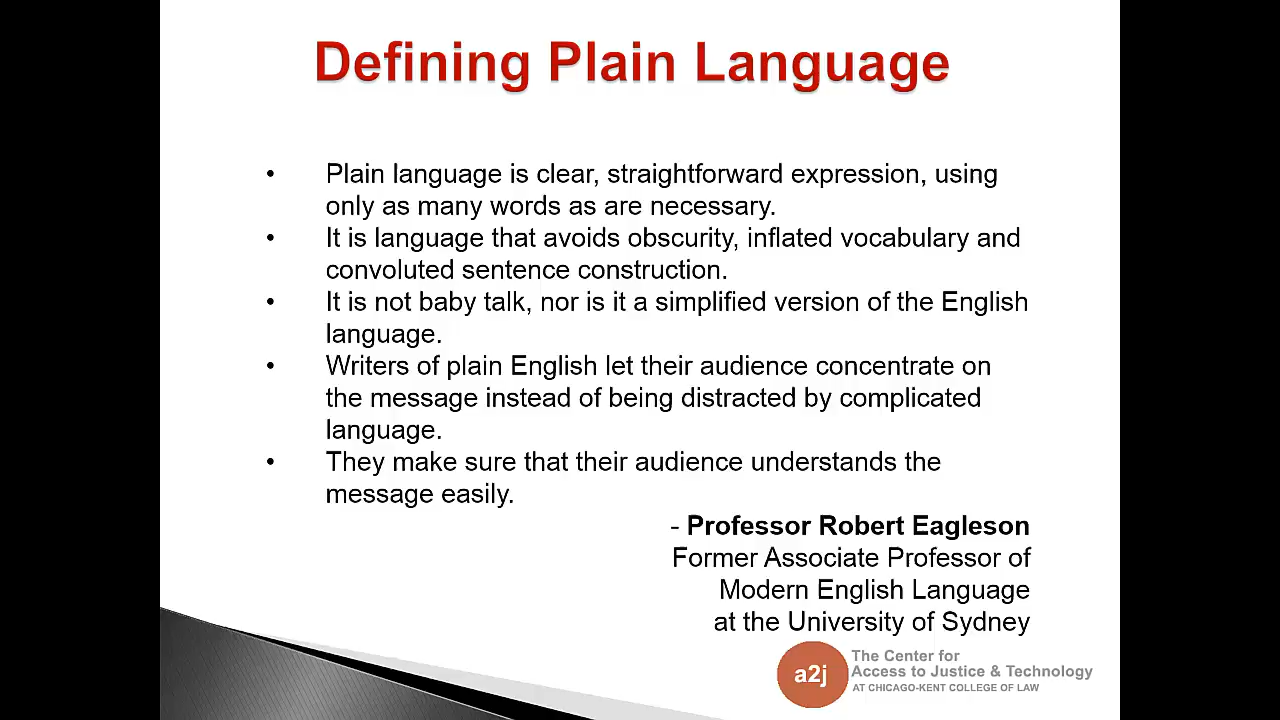 Defining Plain Language
• Plain language is clear, straightforward expression, using
only as many words as are necessary.
• It is language that avoids obscurity, inflated vocabulary and
convoluted sentence construction.
• It is not baby talk, nor is it a simplified version of the English
language.
• Writers of plain English let their audience concentrate on
the message instead of being distracted by complicated
language.
• They make sure that their audience understands the
message easily.
- Professor Robert Eagleson
Former Associate Professor of
Modern English Language
at the University of Sydney
a2j
The Center for
Access to Justice & Technology
AT CHICAGO-KENT COLLEGE OF LAW